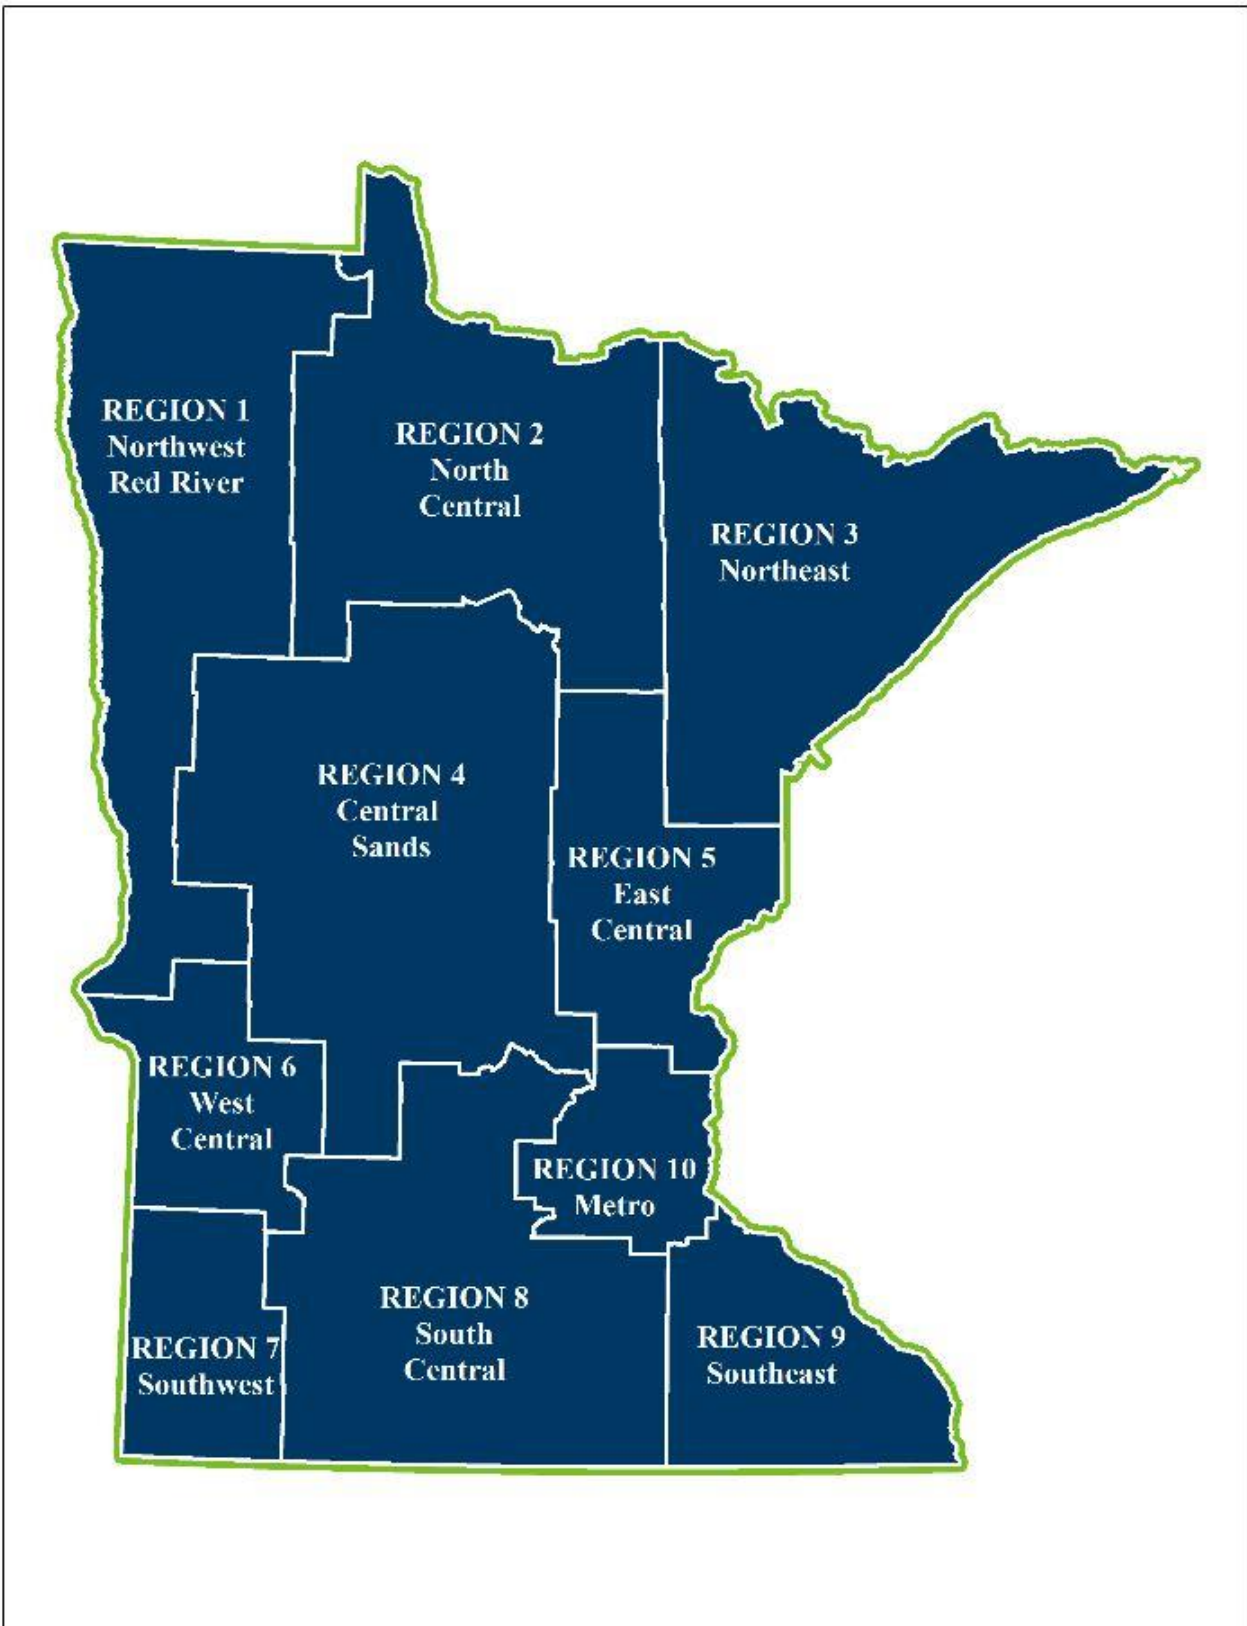 REGION 1
Northwest
Red River
REGION 2
North
Central
REGION 3
Northeast
REGION 4
Central
Sands
REGION 5
East
Central
REGION 6
West
Central
REGION 10
Metro
REGION 7
Southwest
REGION 8
South
Central
REGION 9
Southeast